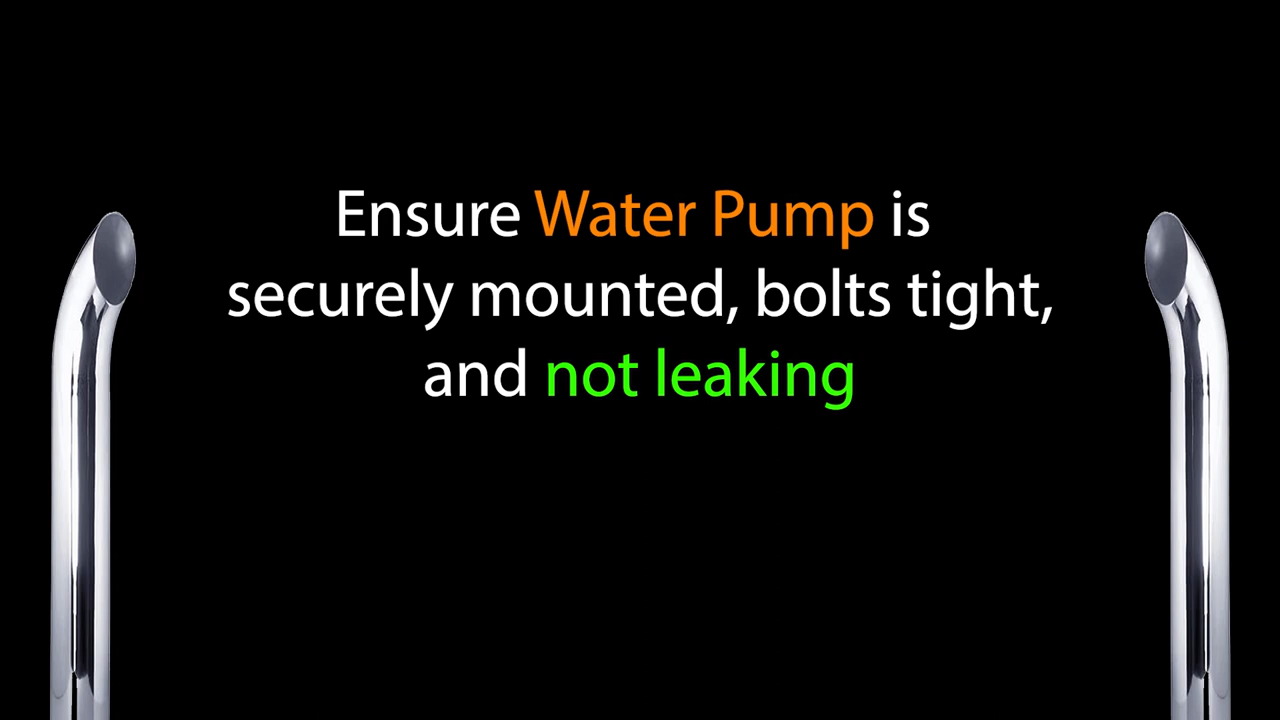 Ensure Water Pump is
securely mounted, bolts tight,
and not leaking